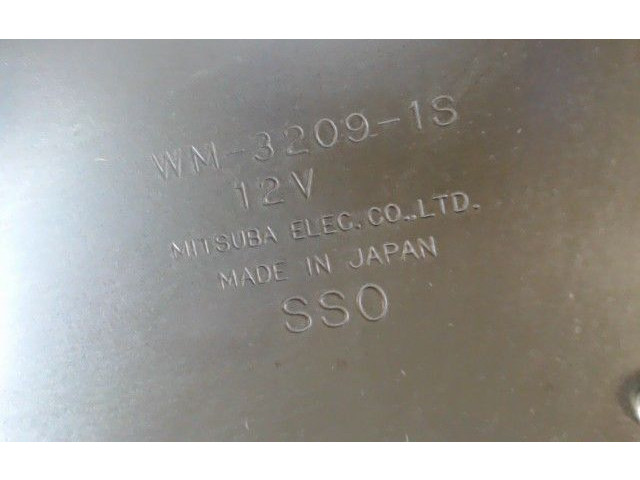 WM-3209-1S
12V
MITSUBA ELEC. CO.,LTD.
MADE IN JAPAN
SSO